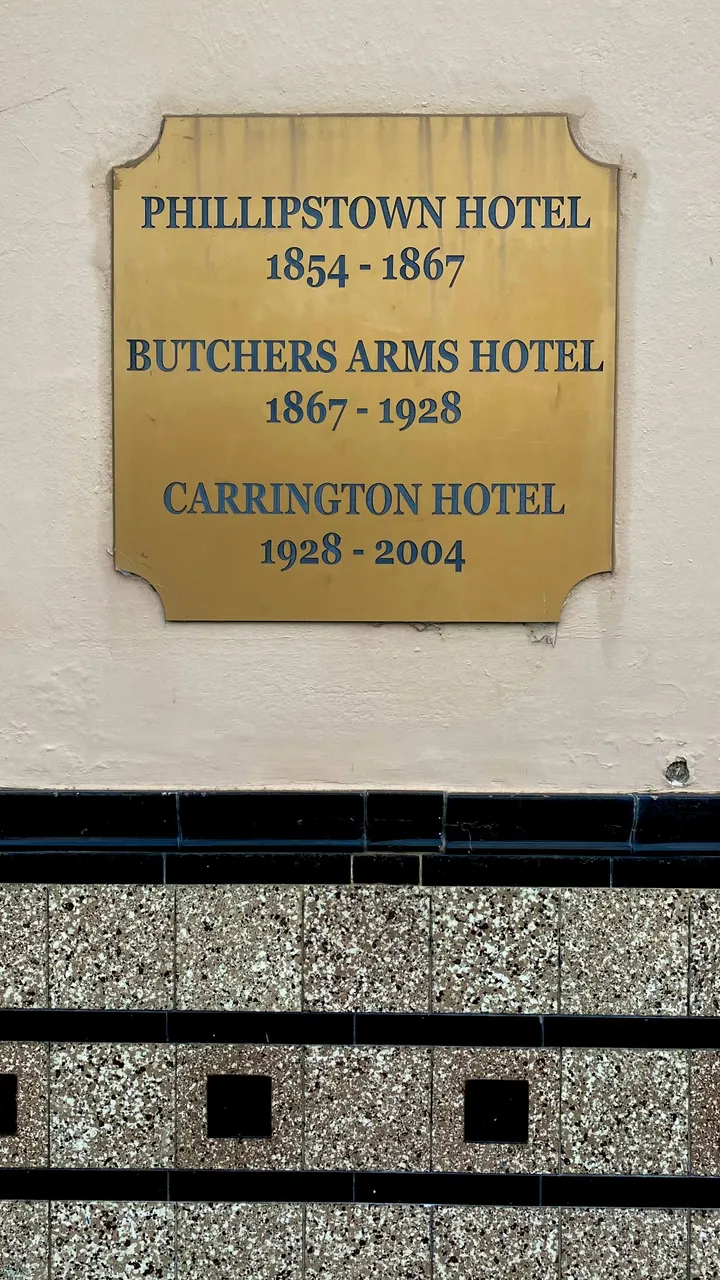 PHILLIPSTOWN HOTEL
1854 - 1867
BUTCHERS ARMS HOTEL
1867 - 1928
CARRINGTON HOTEL
1928 - 2004